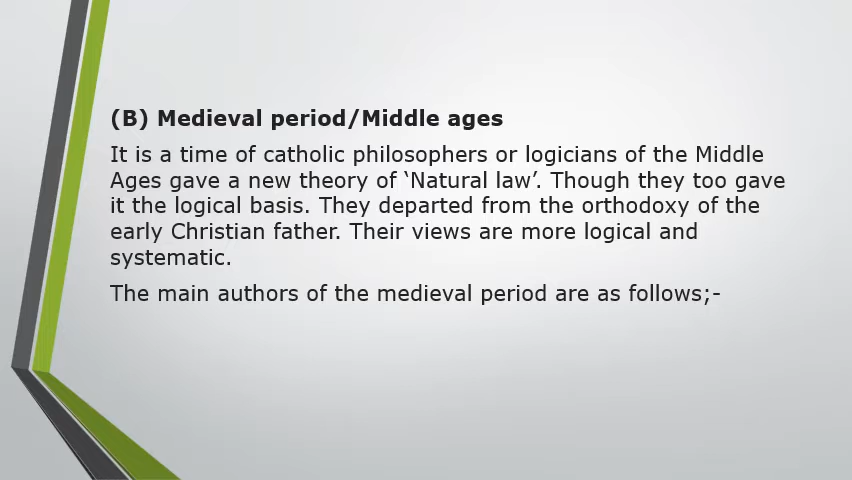 (B) Medieval period/Middle ages
It is a time of catholic philosophers or logicians of the Middle
Ages gave a new theory of ‘Natural law’. Though they too gave
it the logical basis. They departed from the orthodoxy of the
early Christian father. Their views are more logical and
systematic.
The main authors of the medieval period are as follows;-